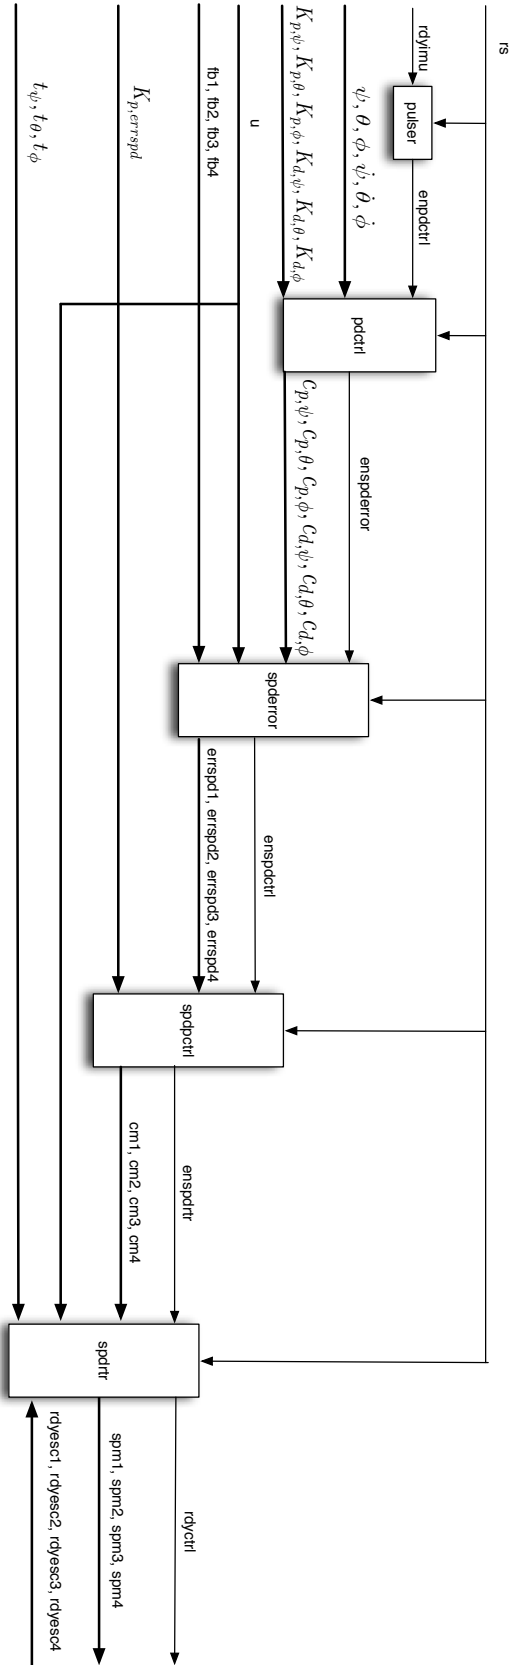 rs
rdyimu
pulser
enpdctrl
ψ, θ, ϕ, ψ̇, θ̇, ϕ̇
K_{p,ψ}, K_{p,θ}, K_{p,ϕ}, K_{d,ψ}, K_{d,θ}, K_{d,ϕ}
pdctrl
u
fb1, fb2, fb3, fb4
enspderror
c_{p,ψ}, c_{p,θ}, c_{p,ϕ}, c_{d,ψ}, c_{d,θ}, c_{d,ϕ}
spderror
K_{p,errspd}
enspdctrl
errspd1, errspd2, errspd3, errspd4
spdpctrl
t_ψ, t_θ, t_ϕ
enspdrtr
cm1, cm2, cm3, cm4
spdrtr
rdyctrl
spm1, spm2, spm3, spm4
rdyesc1, rdyesc2, rdyesc3, rdyesc4